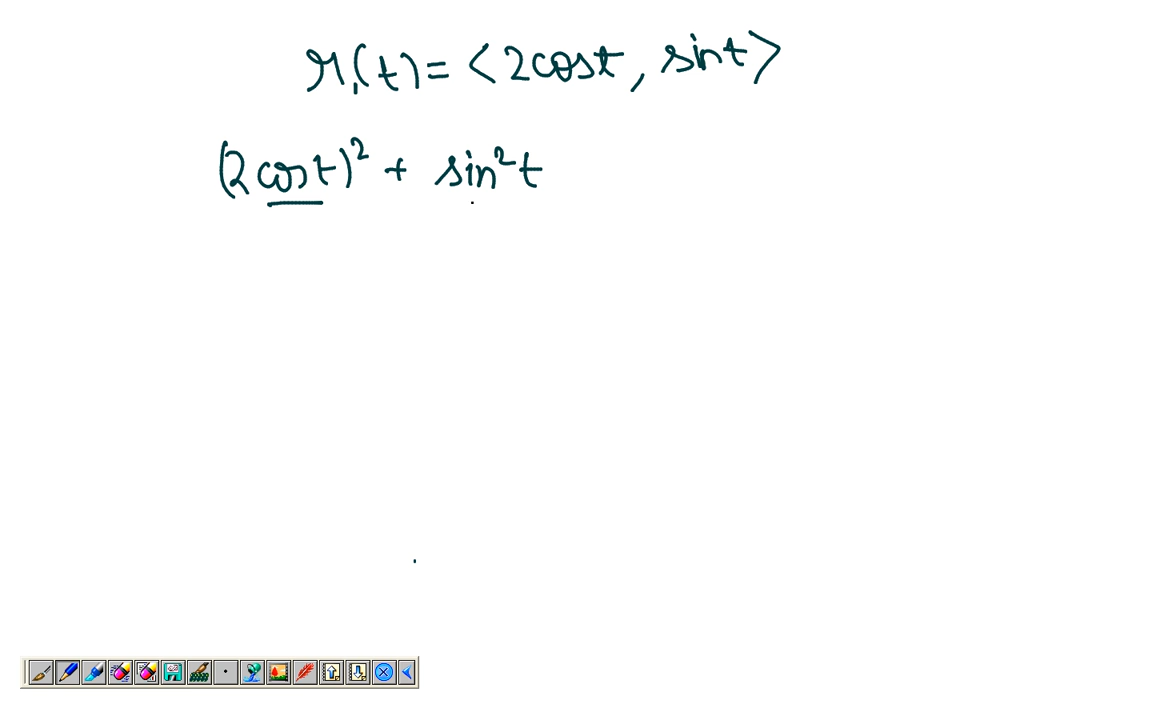 r₁(t) = <2cost, sint>
(2cost)² + sin²t